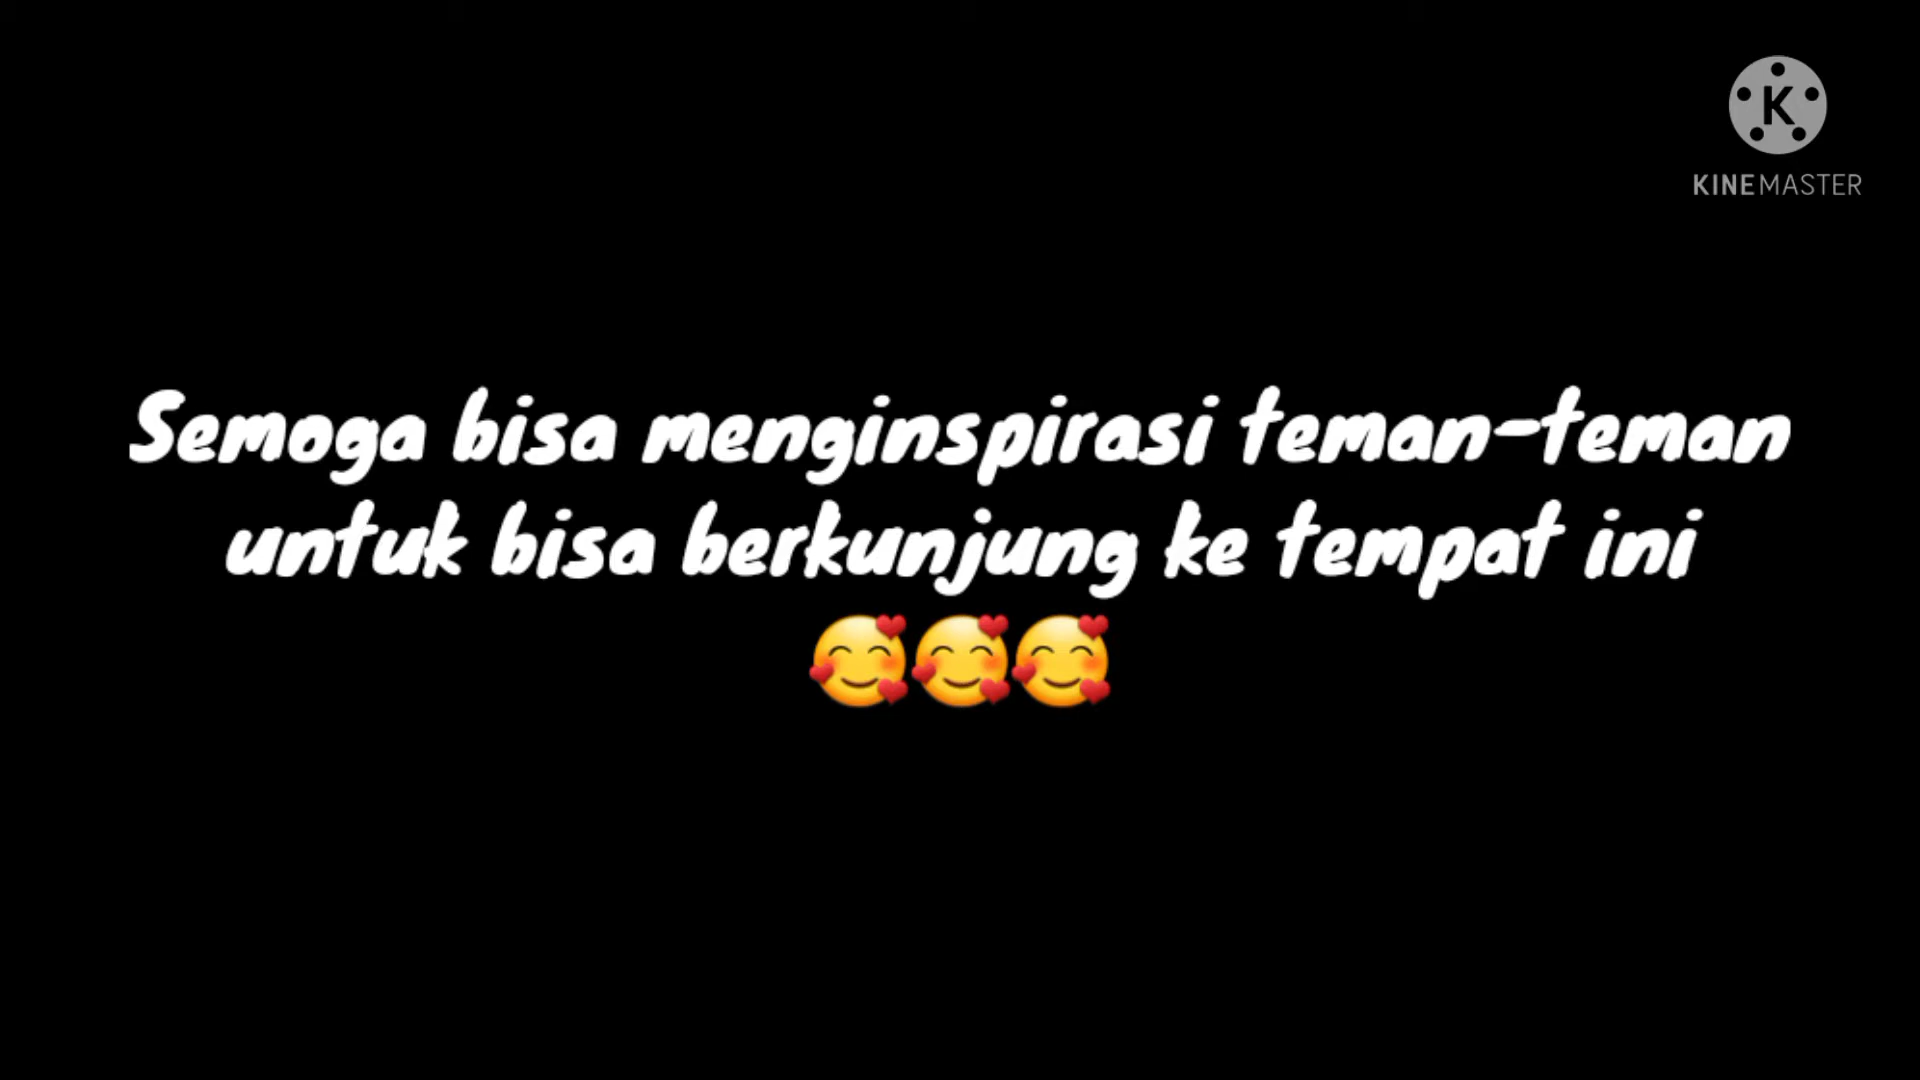 K
KINEMASTER
Semoga bisa menginspirasi teman-teman
untuk bisa berkunjung ke tempat ini
🥰🥰🥰